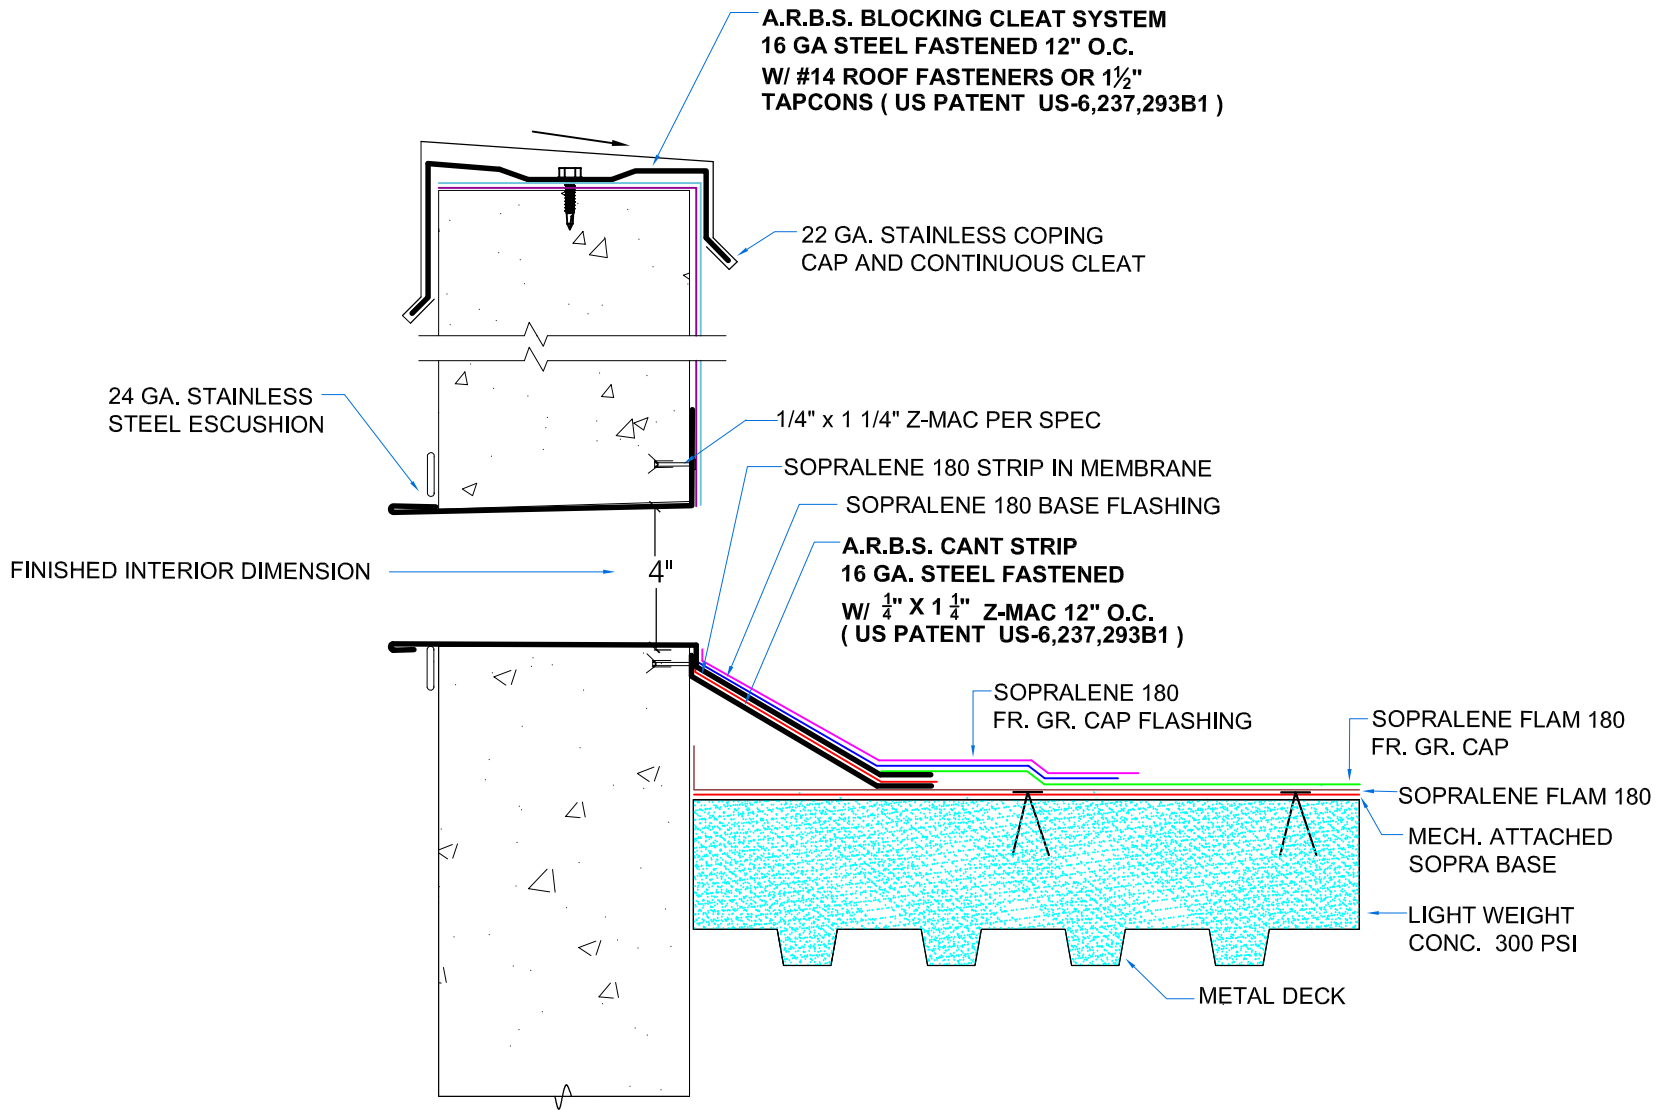 A.R.B.S. BLOCKING CLEAT SYSTEM
16 GA STEEL FASTENED 12" O.C.
W/ #14 ROOF FASTENERS OR 1½"
TAPCONS ( US PATENT US-6,237,293B1 )
22 GA. STAINLESS COPING
CAP AND CONTINUOUS CLEAT
24 GA. STAINLESS
STEEL ESCUSHION
1/4" x 1 1/4" Z-MAC PER SPEC
SOPRALENE 180 STRIP IN MEMBRANE
SOPRALENE 180 BASE FLASHING
A.R.B.S. CANT STRIP
16 GA. STEEL FASTENED
W/ ¼" X 1 ¼" Z-MAC 12" O.C.
( US PATENT US-6,237,293B1 )
FINISHED INTERIOR DIMENSION
4"
SOPRALENE 180
FR. GR. CAP FLASHING
SOPRALENE FLAM 180
FR. GR. CAP
SOPRALENE FLAM 180
MECH. ATTACHED
SOPRA BASE
LIGHT WEIGHT
CONC. 300 PSI
METAL DECK